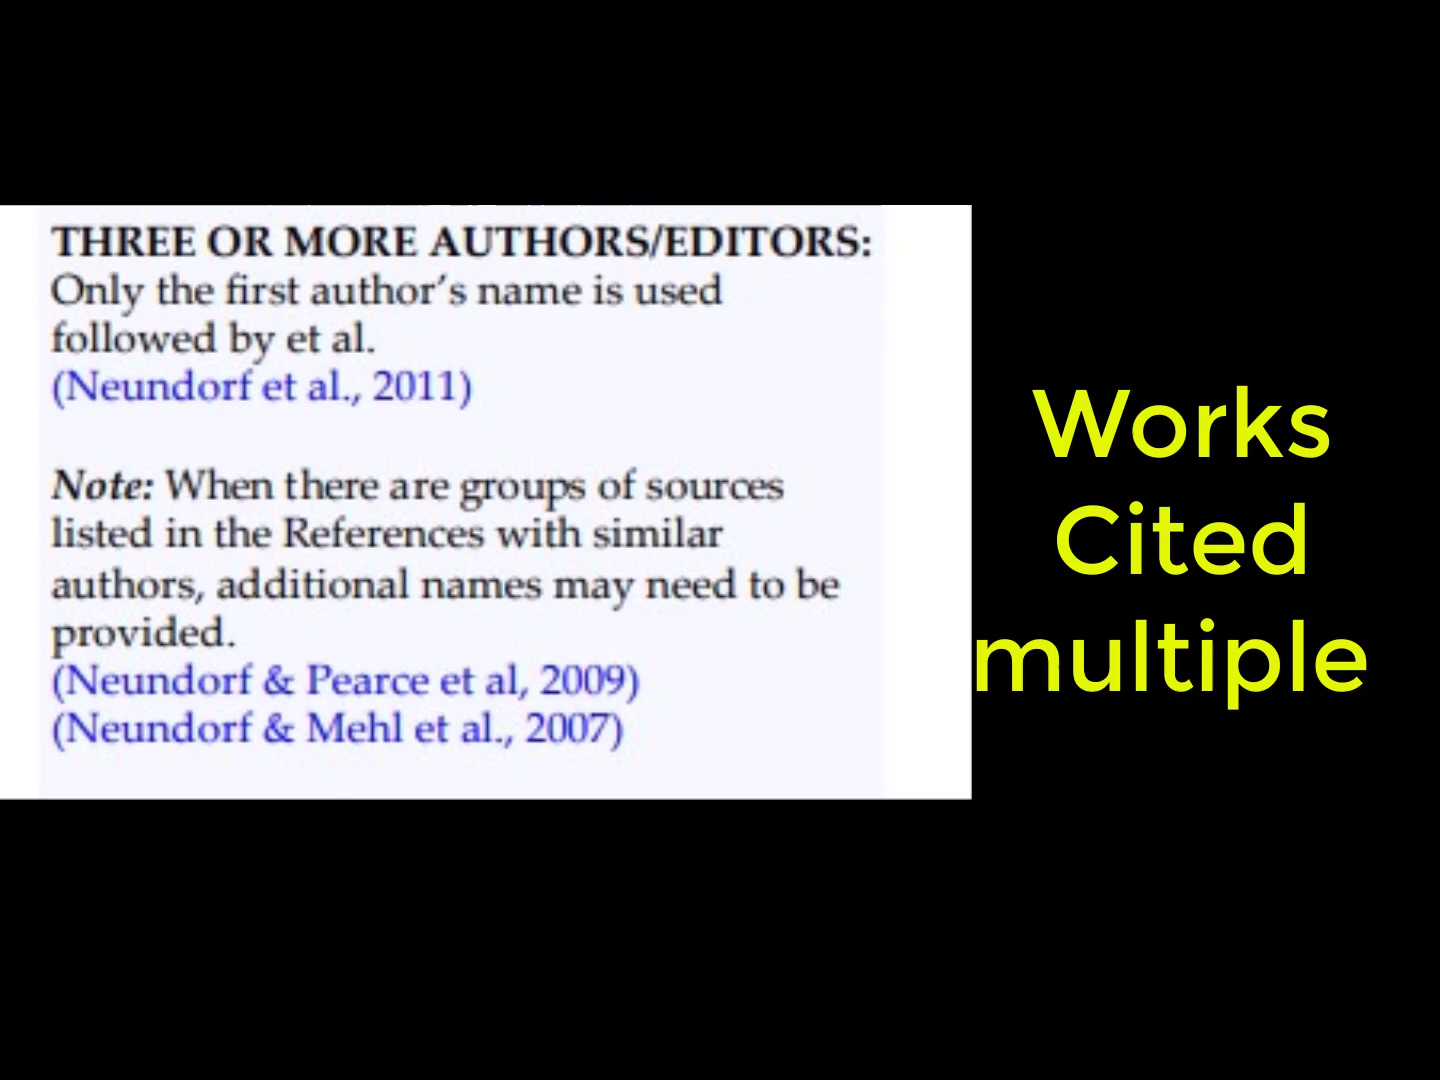 THREE OR MORE AUTHORS/EDITORS:
Only the first author's name is used
followed by et al.
(Neundorf et al., 2011)
Note: When there are groups of sources
listed in the References with similar
authors, additional names may need to be
provided.
(Neundorf & Pearce et al, 2009)
(Neundorf & Mehl et al., 2007)
Works
Cited
multiple